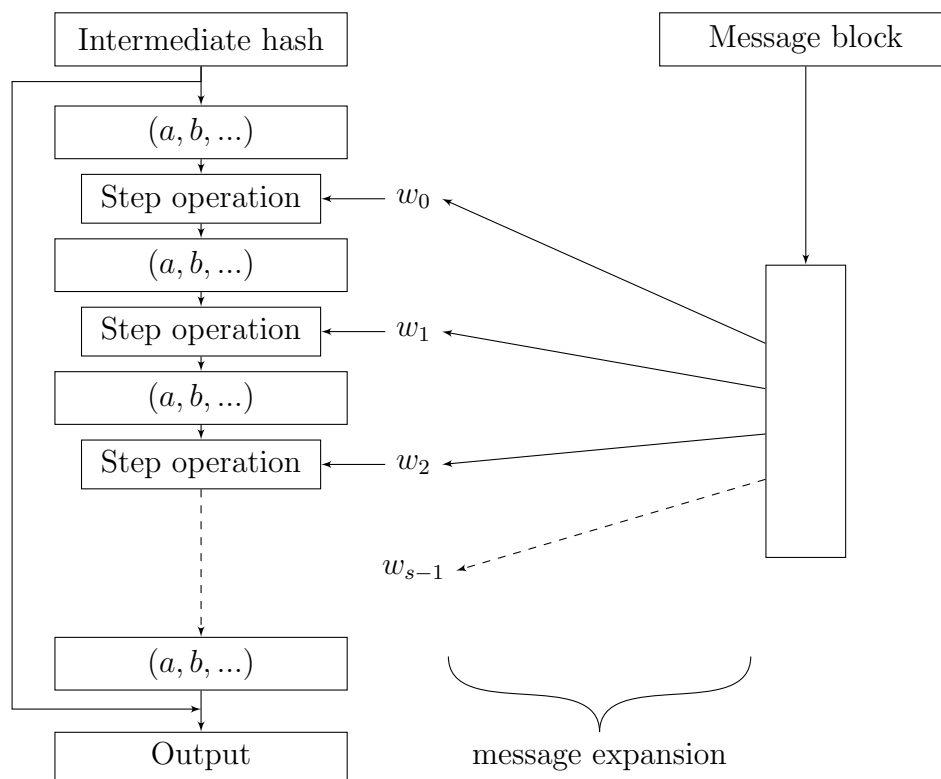 Intermediate hash
Message block
(a, b, ...)
Step operation
w_0
(a, b, ...)
Step operation
w_1
(a, b, ...)
Step operation
w_2
w_{s−1}
(a, b, ...)
Output
message expansion